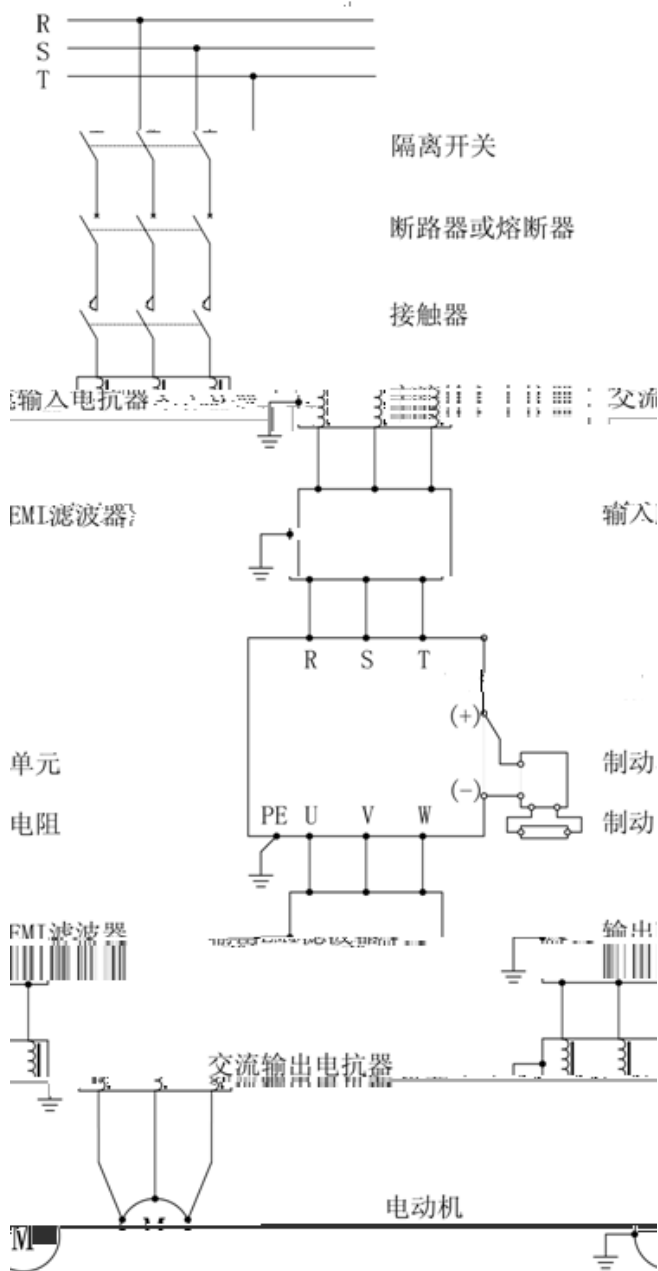 R
S
T
隔离开关
断路器或熔断器
接触器
输入电抗器
交流
EMI滤波器
输入
R S T
(+)
单元
制动
(-)
电阻
PE U V W
制动
EMI滤波器
输出
交流输出电抗器
电动机
M